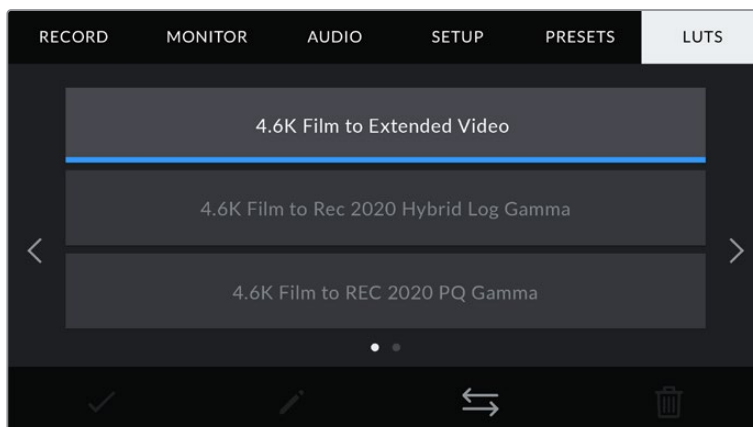 RECORD MONITOR AUDIO SETUP PRESETS LUTS
4.6K Film to Extended Video
4.6K Film to Rec 2020 Hybrid Log Gamma
4.6K Film to REC 2020 PQ Gamma